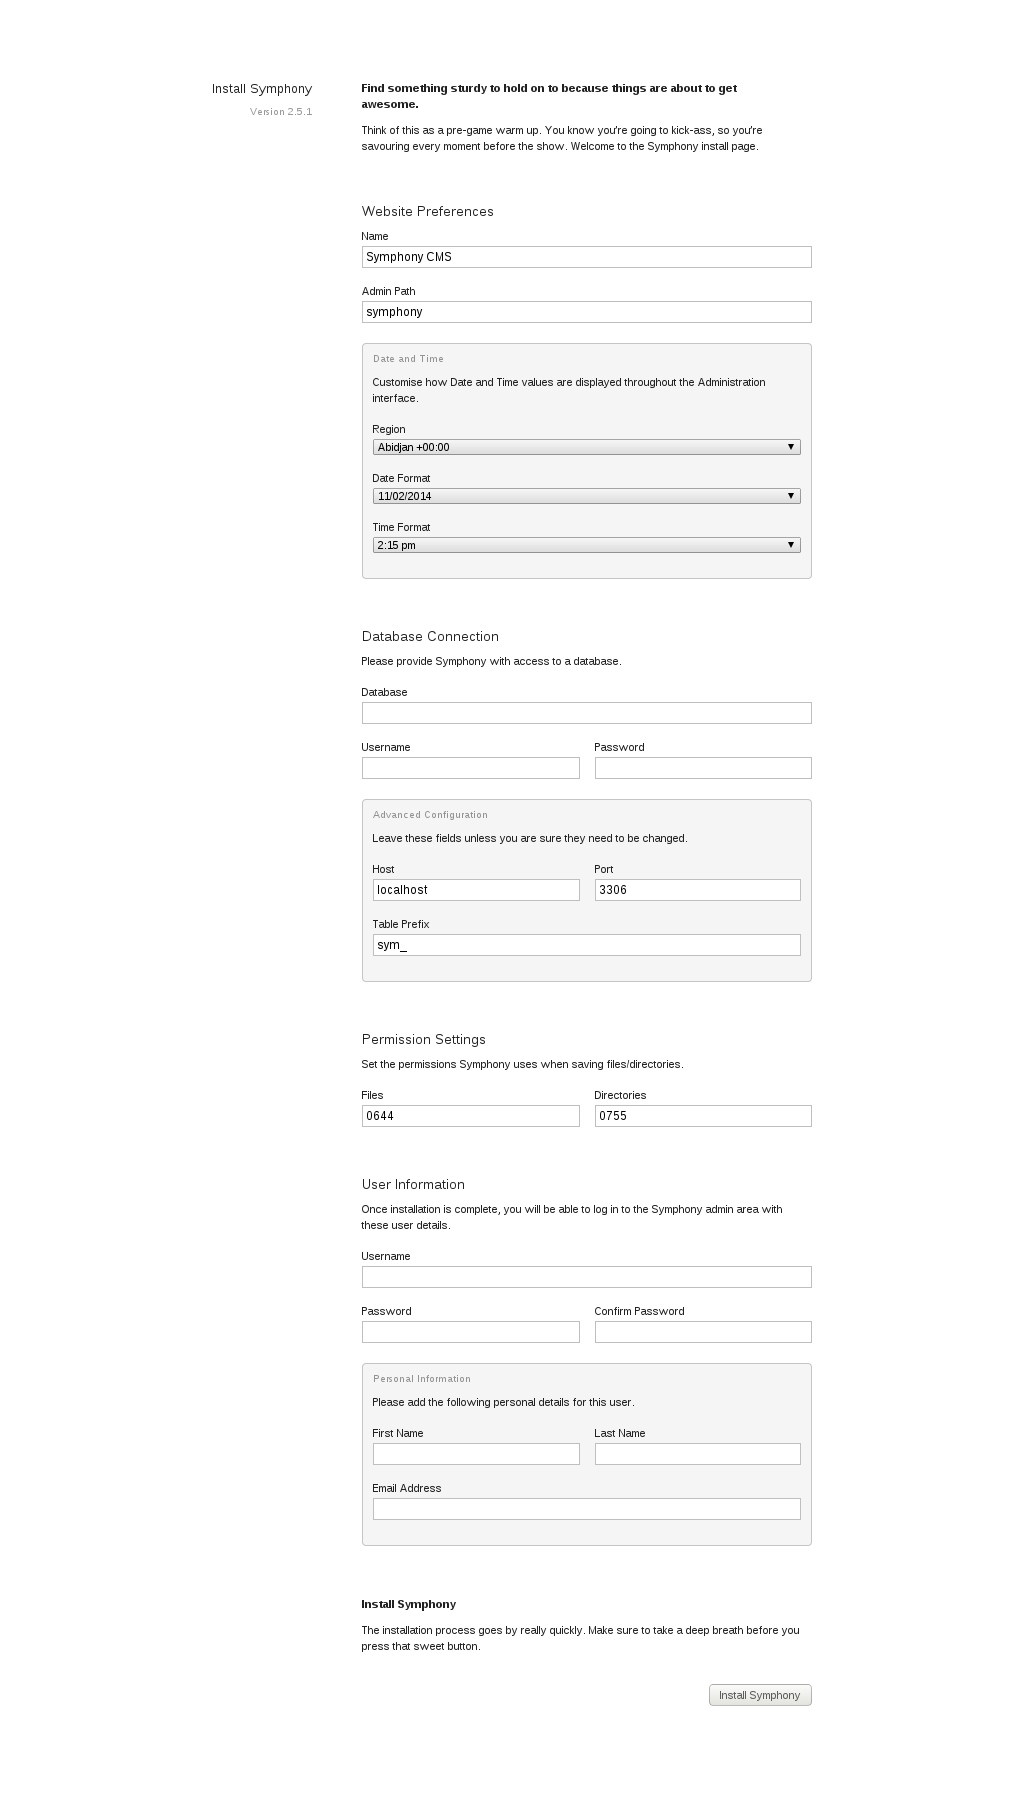 Install Symphony
Version 2.5.1
Find something sturdy to hold on to because things are about to get
awesome.
Think of this as a pre-game warm up. You know you're going to kick-ass, so you're
savouring every moment before the show. Welcome to the Symphony install page.
Website Preferences
Name
Symphony CMS
Admin Path
symphony
Date and Time
Customise how Date and Time values are displayed throughout the Administration
interface.
Region
Abidjan +00:00
Date Format
11/02/2014
Time Format
2:15 pm
Database Connection
Please provide Symphony with access to a database.
Database
Username Password
Advanced Configuration
Leave these fields unless you are sure they need to be changed.
Host Port
localhost 3306
Table Prefix
sym_
Permission Settings
Set the permissions Symphony uses when saving files/directories.
Files Directories
0644 0755
User Information
Once installation is complete, you will be able to log in to the Symphony admin area with
these user details.
Username
Password Confirm Password
Personal Information
Please add the following personal details for this user.
First Name Last Name
Email Address
Install Symphony
The installation process goes by really quickly. Make sure to take a deep breath before you
press that sweet button.
Install Symphony